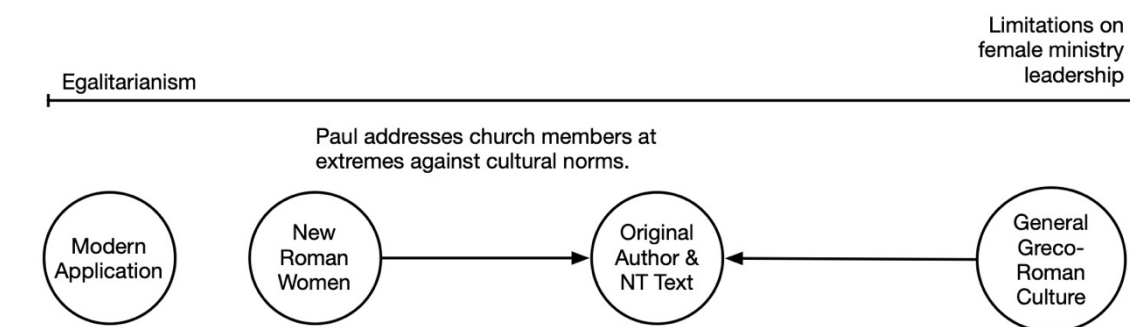 Limitations on
female ministry
leadership
Egalitarianism
Paul addresses church members at
extremes against cultural norms.
Modern
Application
New
Roman
Women
Original
Author &
NT Text
General
Greco-
Roman
Culture